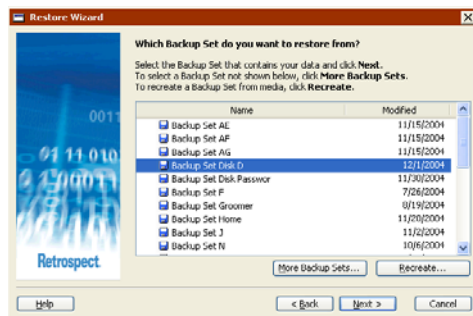 Restore Wizard
Which Backup Set do you want to restore from?
Select the Backup Set that contains your data and click Next.
To select a Backup Set not shown below, click More Backup Sets.
To recreate a Backup Set from media, click Recreate.
Name Modified
Backup Set AE 11/15/2004
Backup Set AF 11/15/2004
Backup Set AG 11/15/2004
Backup Set Disk D 12/1/2004
Backup Set Disk Passwor 11/30/2004
Backup Set F 7/26/2004
Backup Set Groomer 8/19/2004
Backup Set Home 11/20/2004
Backup Set J 11/2/2004
Backup Set N 10/6/2004
0011
01 11 010
Retrospect
More Backup Sets... Recreate...
Help < Back Next > Cancel